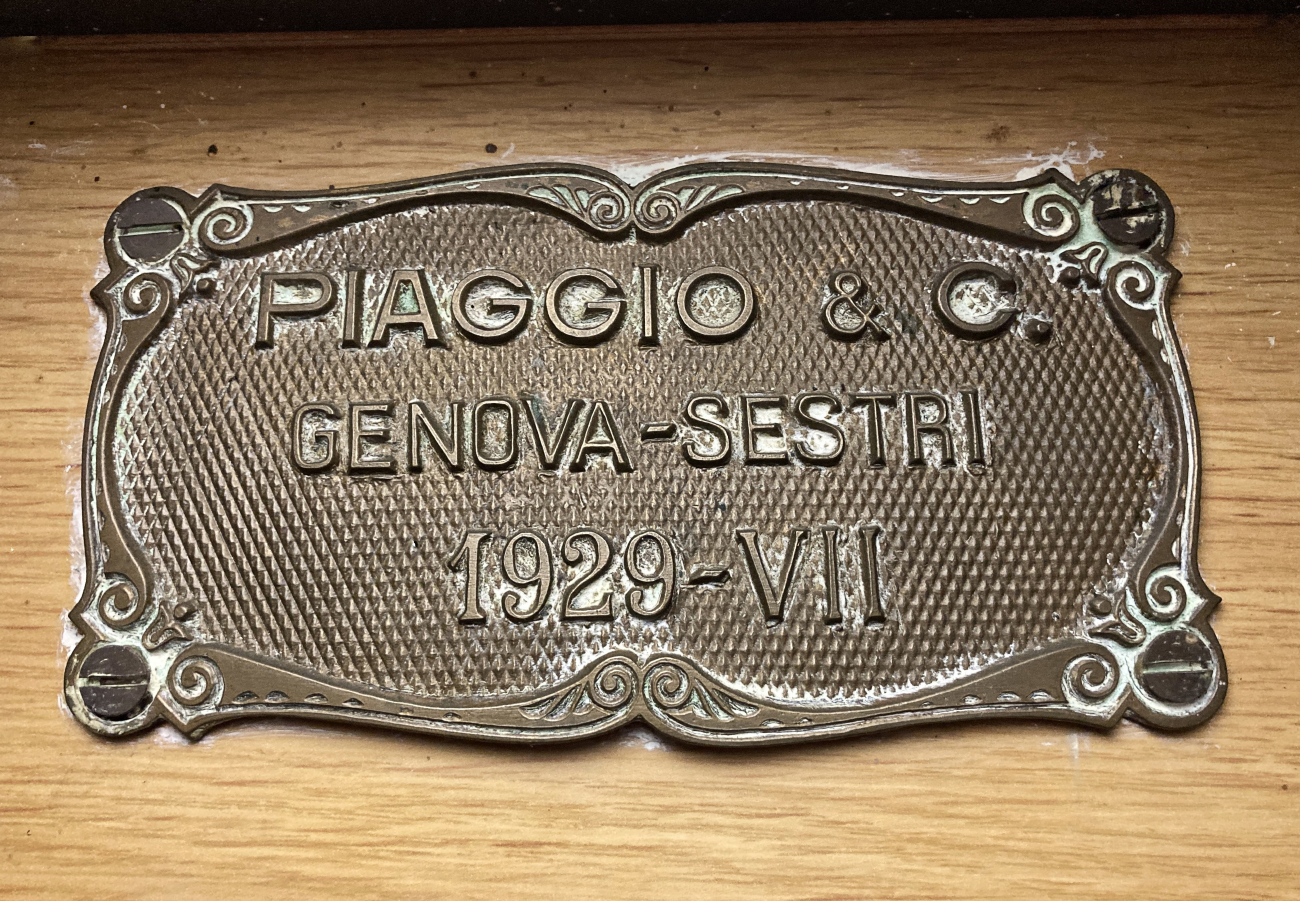 PIAGGIO & C.
GENOVA-SESTRI
1929-VII